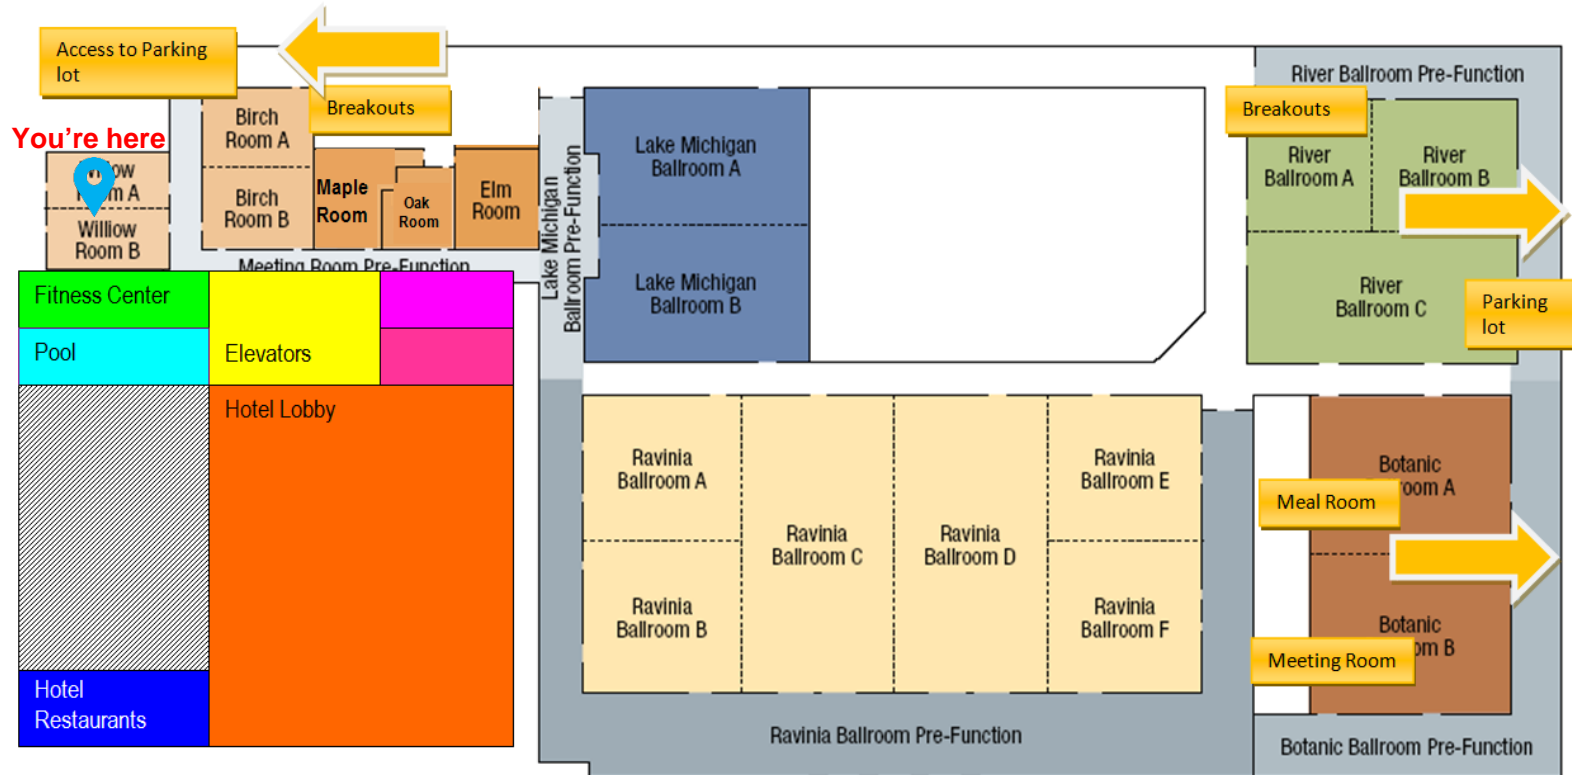 Access to Parking
lot
You're here
Breakouts
Birch
Room A
Birch
Room B
Maple
Room
Oak
Room
Elm
Room
Room A
Williow
Room B
Meeting Room Pre-Function
Lake Michigan
Ballroom Pre-Function
Lake Michigan
Ballroom A
Lake Michigan
Ballroom B
River Ballroom Pre-Function
Breakouts
River
Ballroom A
River
Ballroom B
River
Ballroom C
Parking
lot
Fitness Center
Pool
Elevators
Hotel Lobby
Hotel
Restaurants
Ravinia
Ballroom A
Ravinia
Ballroom B
Ravinia
Ballroom C
Ravinia
Ballroom D
Ravinia
Ballroom E
Ravinia
Ballroom F
Ravinia Ballroom Pre-Function
Botanic
Ballroom A
Meal Room
Botanic
Ballroom B
Meeting Room
Botanic Ballroom Pre-Function